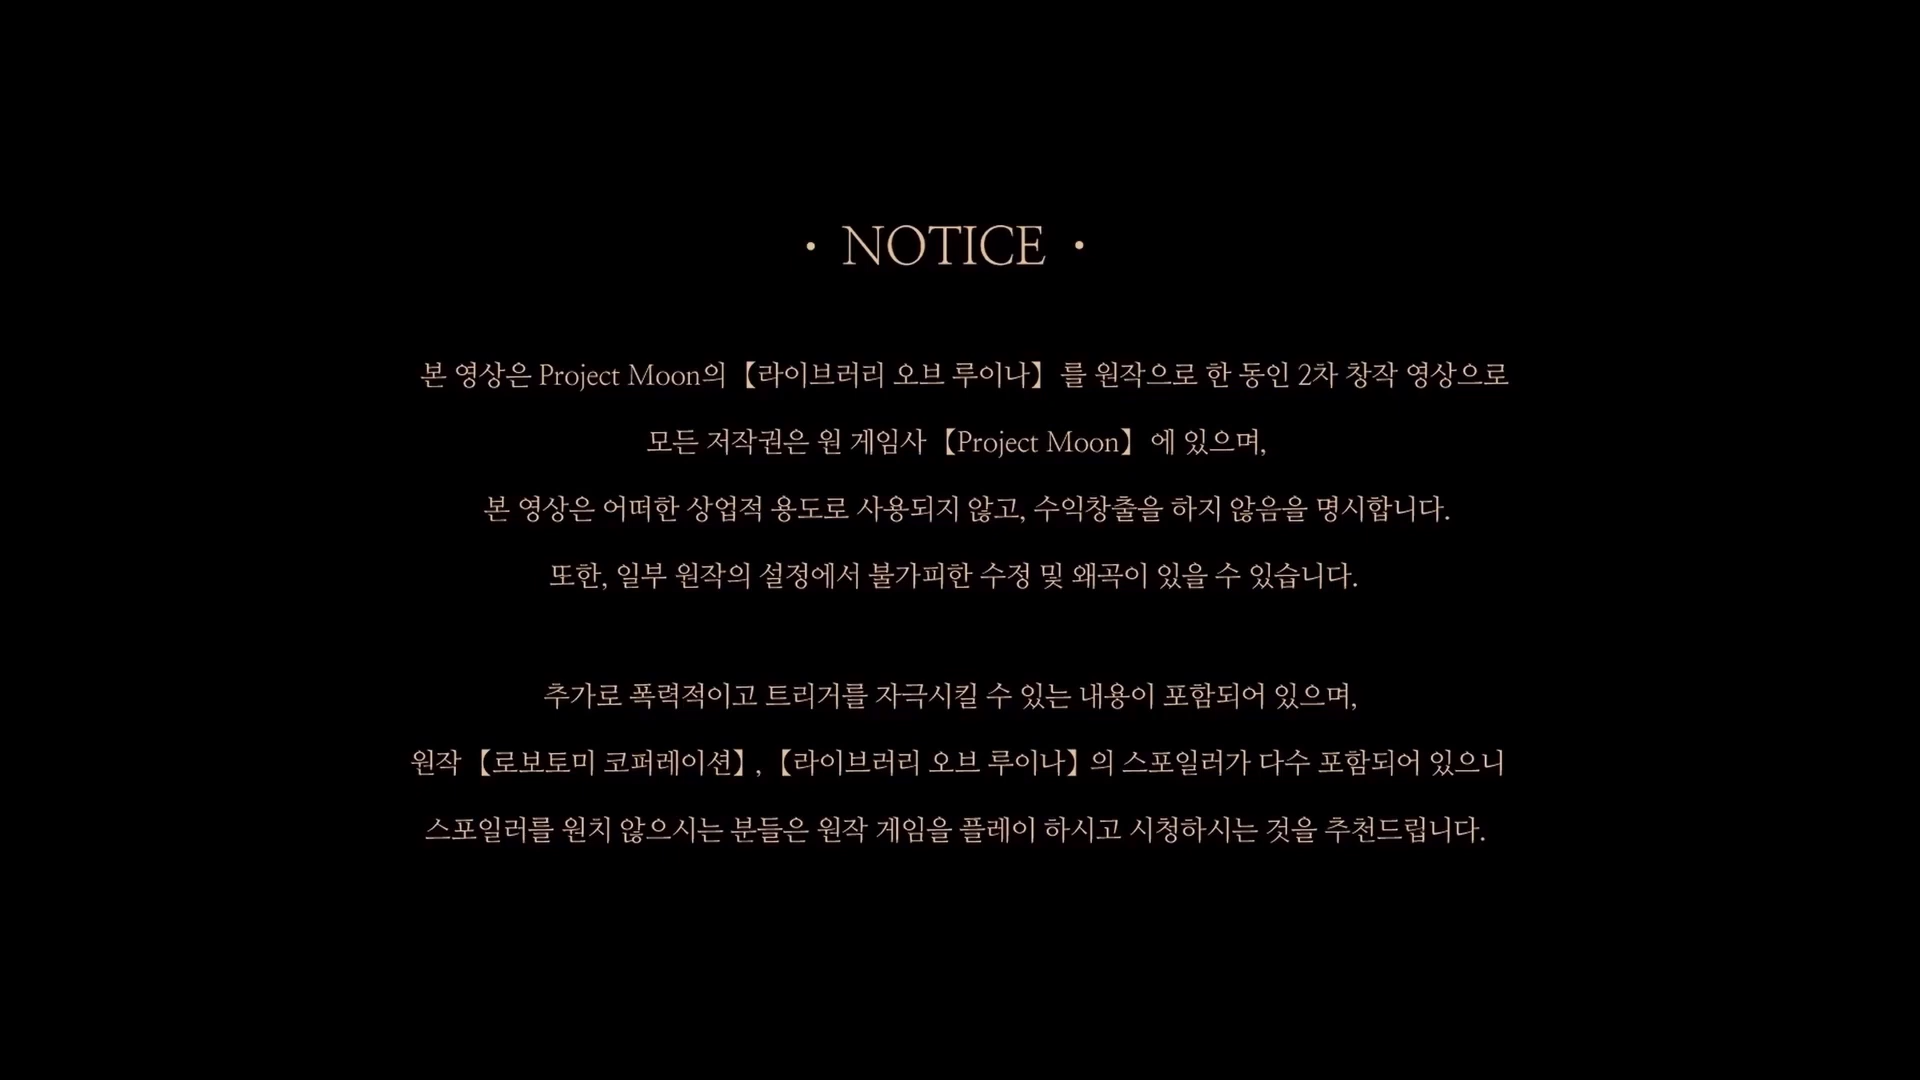 · NOTICE ·
본 영상은 Project Moon의【라이브러리 오브 루이나】를 원작으로 한 동인 2차 창작 영상으로
모든 저작권은 원 게임사【Project Moon】에 있으며,
본 영상은 어떠한 상업적 용도로 사용되지 않고, 수익창출을 하지 않음을 명시합니다.
또한, 일부 원작의 설정에서 불가피한 수정 및 왜곡이 있을 수 있습니다.
추가로 폭력적이고 트리거를 자극시킬 수 있는 내용이 포함되어 있으며,
원작【로보토미 코퍼레이션】,【라이브러리 오브 루이나】의 스포일러가 다수 포함되어 있으니
스포일러를 원치 않으시는 분들은 원작 게임을 플레이 하시고 시청하시는 것을 추천드립니다.